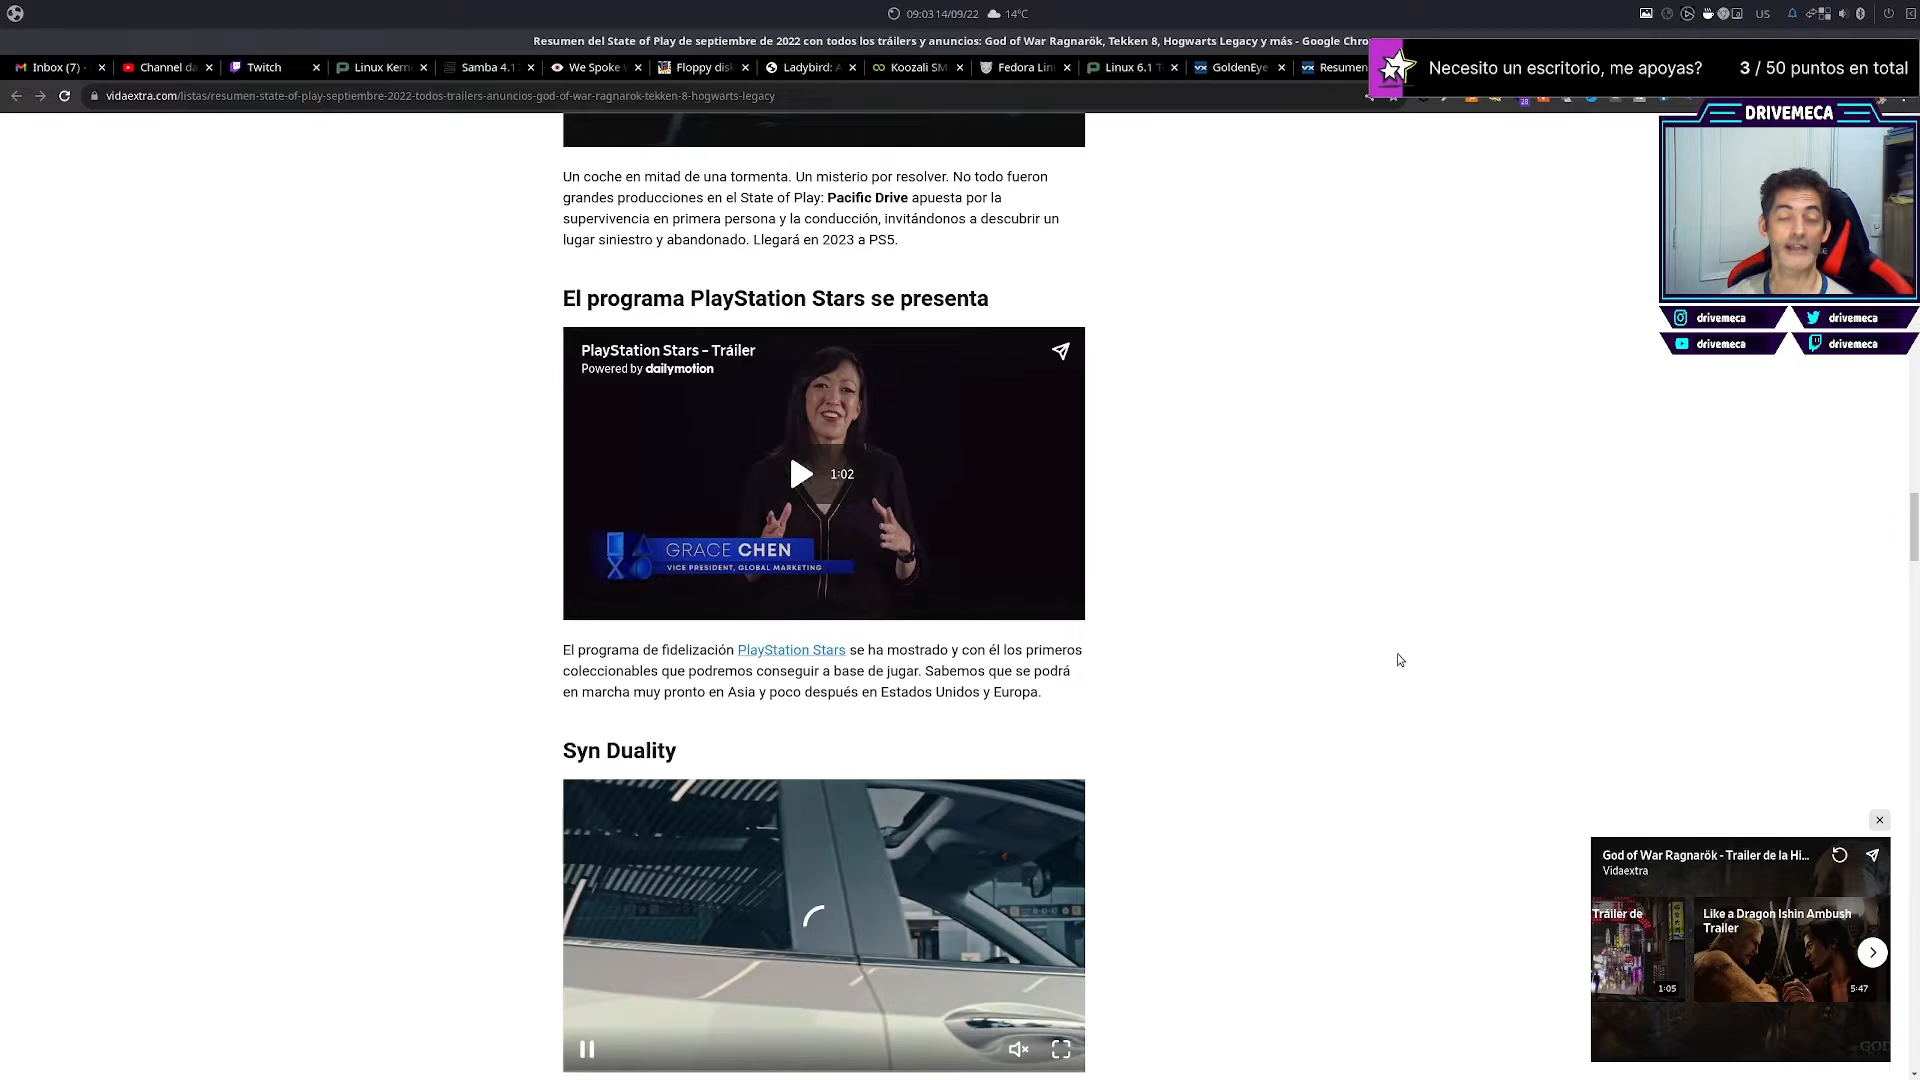 09:03 14/09/22 14°C
US
Resumen del State of Play de septiembre de 2022 con todos los tráilers y anuncios: God of War Ragnarök, Tekken 8, Hogwarts Legacy y más - Google Chro
Inbox (7) -
Channel da
Twitch
Linux Kern
Samba 4.1
We Spoke
Floppy dis
Ladybird: A
Koozali SM
Fedora Lin
Linux 6.1 T
GoldenEye
Resumen
Necesito un escritorio, me apoyas? 3 / 50 puntos en total
vidaextra.com/listas/resumen-state-of-play-septiembre-2022-todos-trailers-anuncios-god-of-war-ragnarok-tekken-8-hogwarts-legacy
28
DRIVEMECA
drivemeca
drivemeca
drivemeca
drivemeca
Un coche en mitad de una tormenta. Un misterio por resolver. No todo fueron
grandes producciones en el State of Play: Pacific Drive apuesta por la
supervivencia en primera persona y la conducción, invitándonos a descubrir un
lugar siniestro y abandonado. Llegará en 2023 a PS5.
El programa PlayStation Stars se presenta
PlayStation Stars – Tráiler
Powered by dailymotion
1:02
GRACE CHEN
VICE PRESIDENT, GLOBAL MARKETING
El programa de fidelización PlayStation Stars se ha mostrado y con él los primeros
coleccionables que podremos conseguir a base de jugar. Sabemos que se podrá
en marcha muy pronto en Asia y poco después en Estados Unidos y Europa.
Syn Duality
God of War Ragnarök - Trailer de la Hi...
Vidaextra
Tráiler de
1:05
Like a Dragon Ishin Ambush
Trailer
5:47
GOD